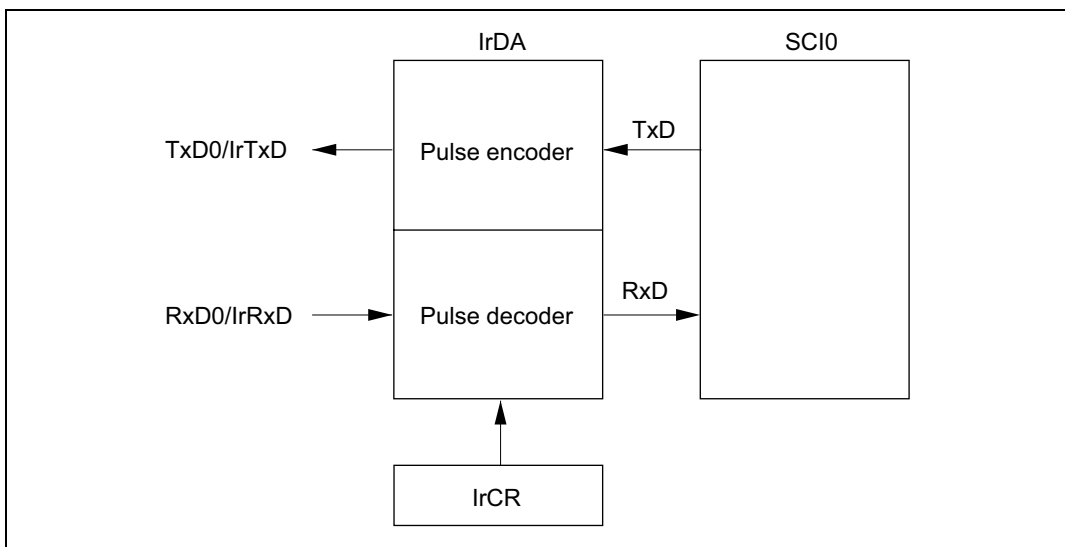 IrDA
SCI0
TxD0/IrTxD
Pulse encoder
TxD
RxD0/IrRxD
Pulse decoder
RxD
IrCR